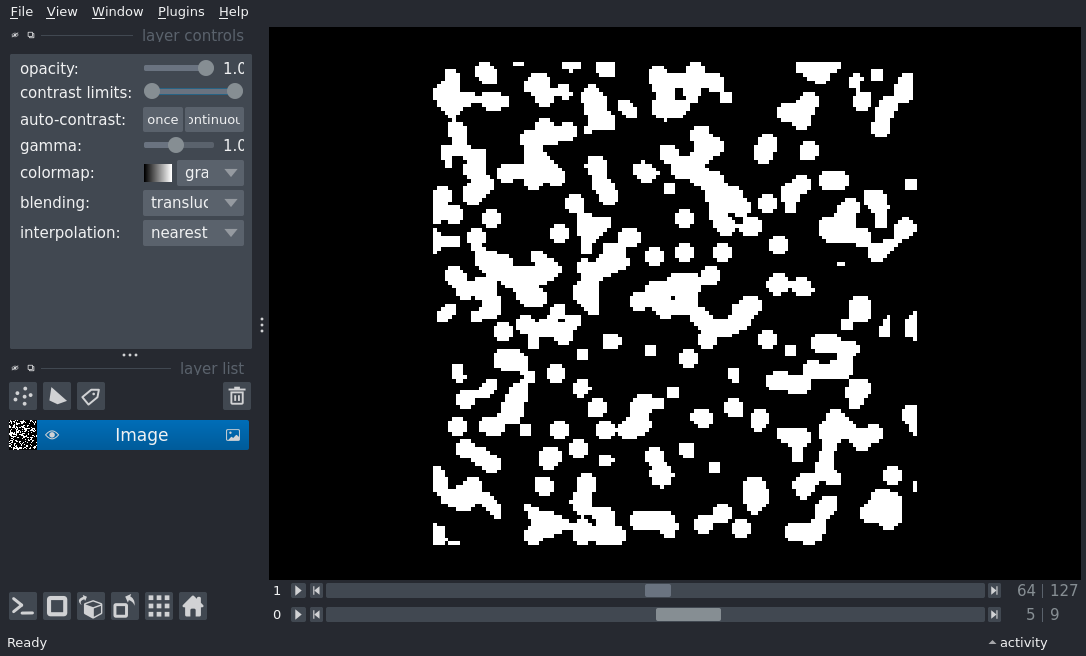 File View Window Plugins Help
layer controls
opacity: 1.0
contrast limits:
auto-contrast: once ontinuou
gamma: 1.0
colormap: gra
blending: transluc
interpolation: nearest
layer list
Image
1 64 | 127
0 5 | 9
Ready activity